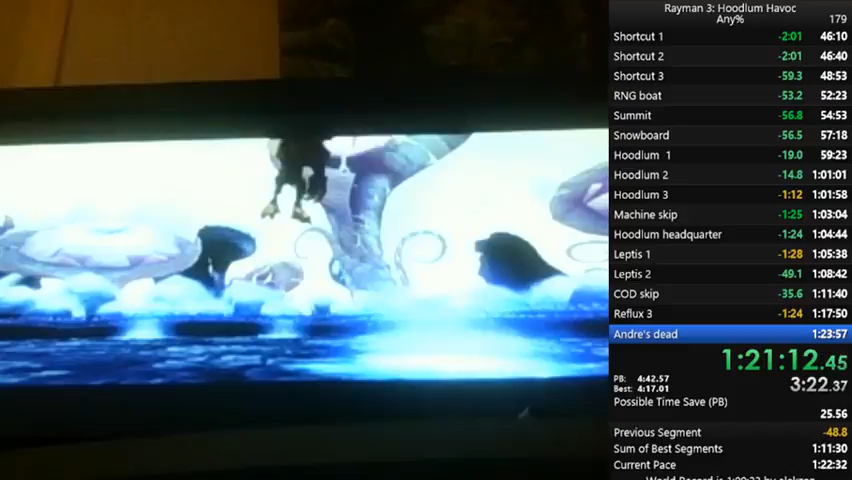 Rayman 3: Hoodlum Havoc
Any% 179
Shortcut 1 -2:01 46:10
Shortcut 2 -2:01 46:40
Shortcut 3 -59.3 48:53
RNG boat -53.2 52:23
Summit -56.8 54:53
Snowboard -56.5 57:18
Hoodlum 1 -19.0 59:23
Hoodlum 2 -14.8 1:01:01
Hoodlum 3 -1:12 1:01:58
Machine skip -1:25 1:03:04
Hoodlum headquarter -1:24 1:04:44
Leptis 1 -1:28 1:05:38
Leptis 2 -49.1 1:08:42
COD skip -35.6 1:11:40
Reflux 3 -1:24 1:17:50
Andre's dead 1:23:57
1:21:12.45
PB: 4:42.57
Best: 4:17.01
3:22.37
Possible Time Save (PB)
25.56
Previous Segment -48.8
Sum of Best Segments 1:11:30
Current Pace 1:22:32